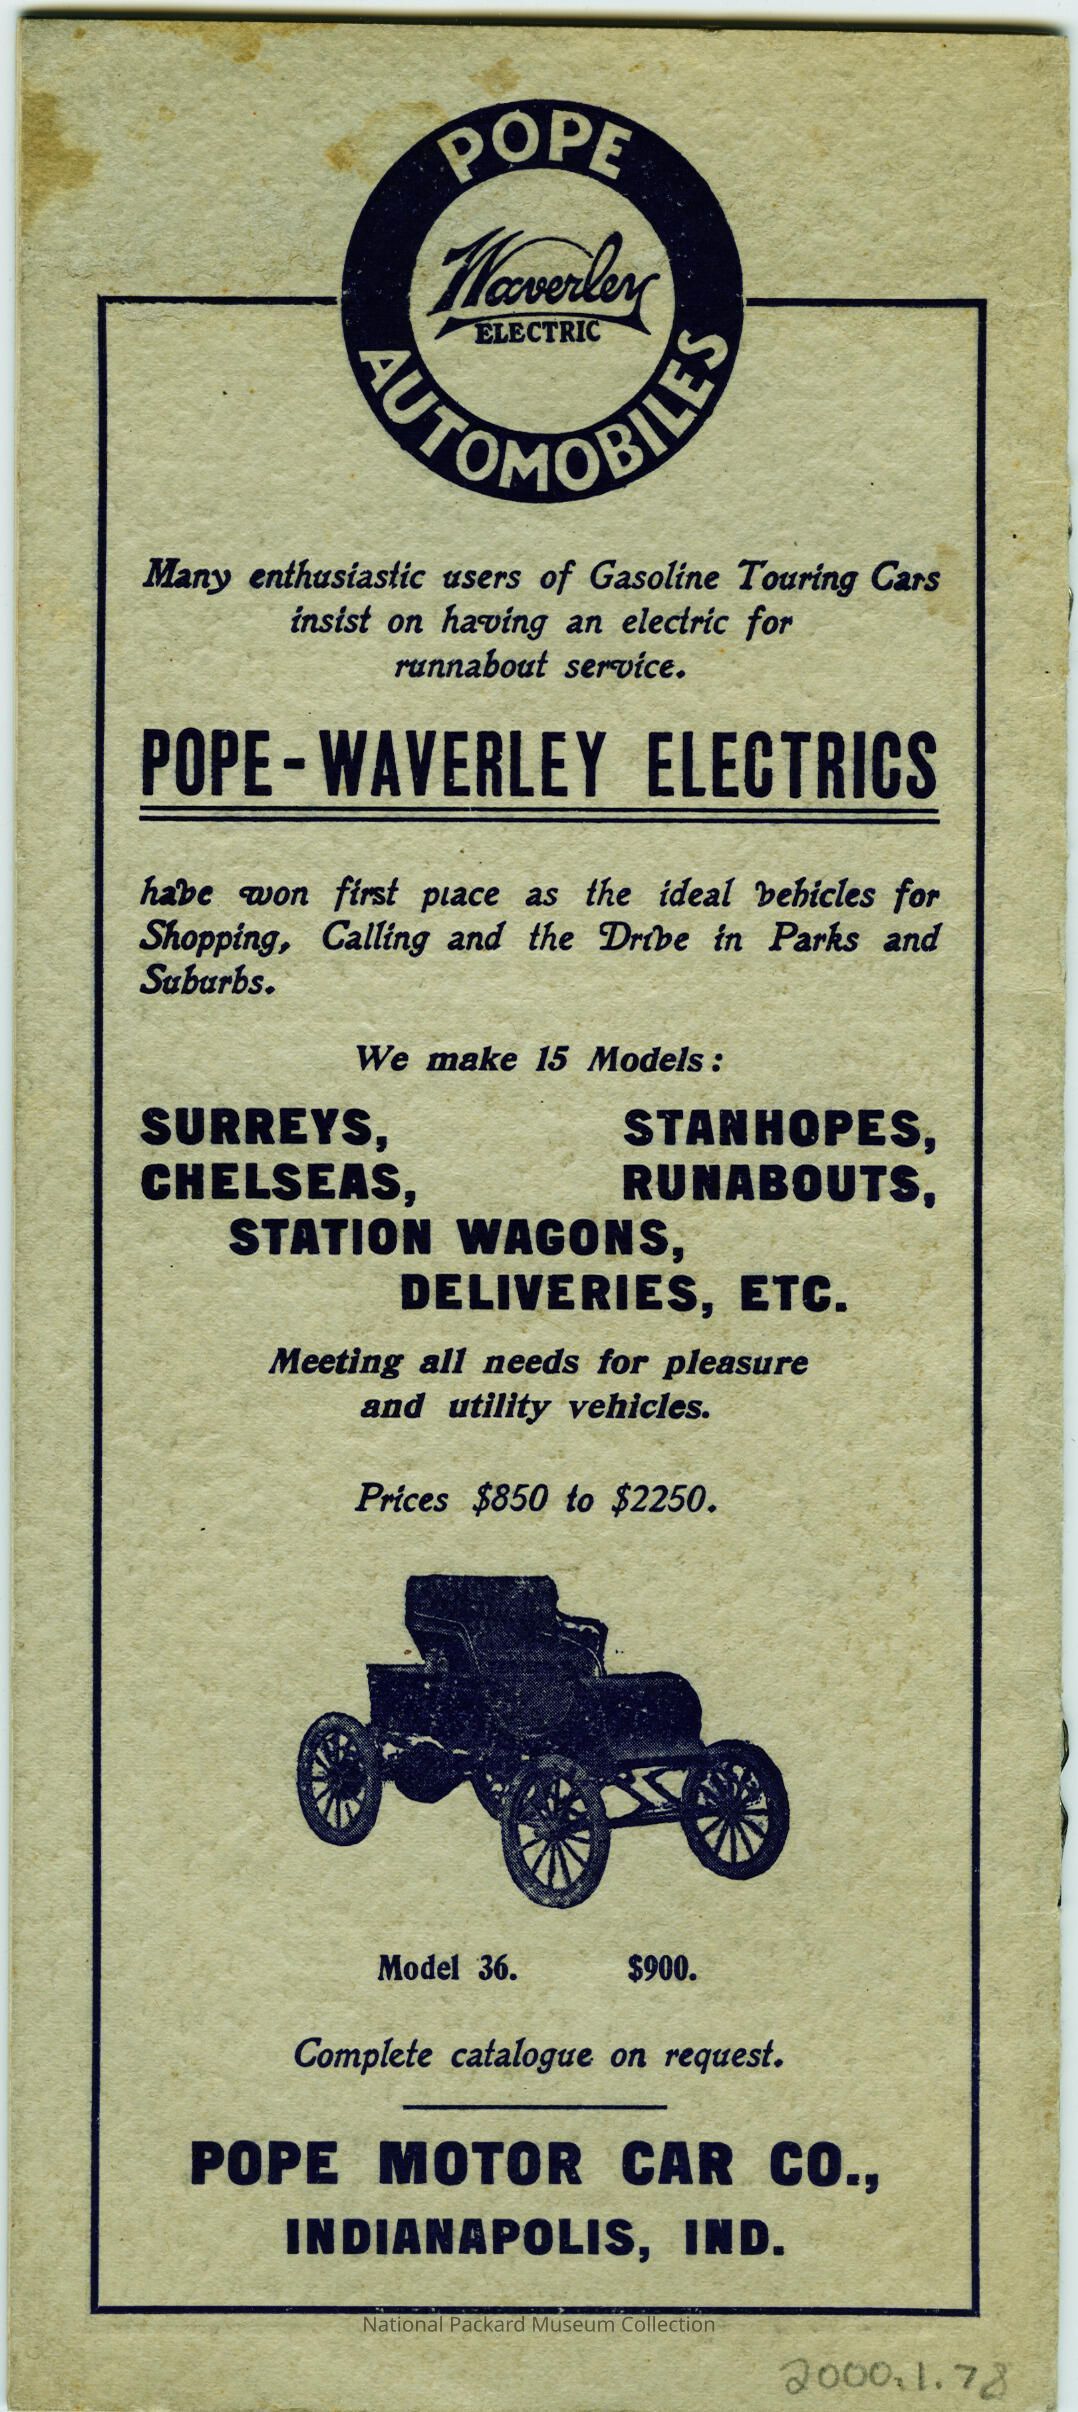 POPE
Waverley
ELECTRIC
AUTOMOBILES
Many enthusiastic users of Gasoline Touring Cars
insist on having an electric for
runnabout service.
POPE-WAVERLEY ELECTRICS
have won first place as the ideal vehicles for
Shopping, Calling and the Drive in Parks and
Suburbs.
We make 15 Models:
SURREYS, STANHOPES,
CHELSEAS, RUNABOUTS,
STATION WAGONS,
DELIVERIES, ETC.
Meeting all needs for pleasure
and utility vehicles.
Prices $850 to $2250.
Model 36. $900.
Complete catalogue on request.
POPE MOTOR CAR CO.,
INDIANAPOLIS, IND.
National Packard Museum Collection
2000.1.78